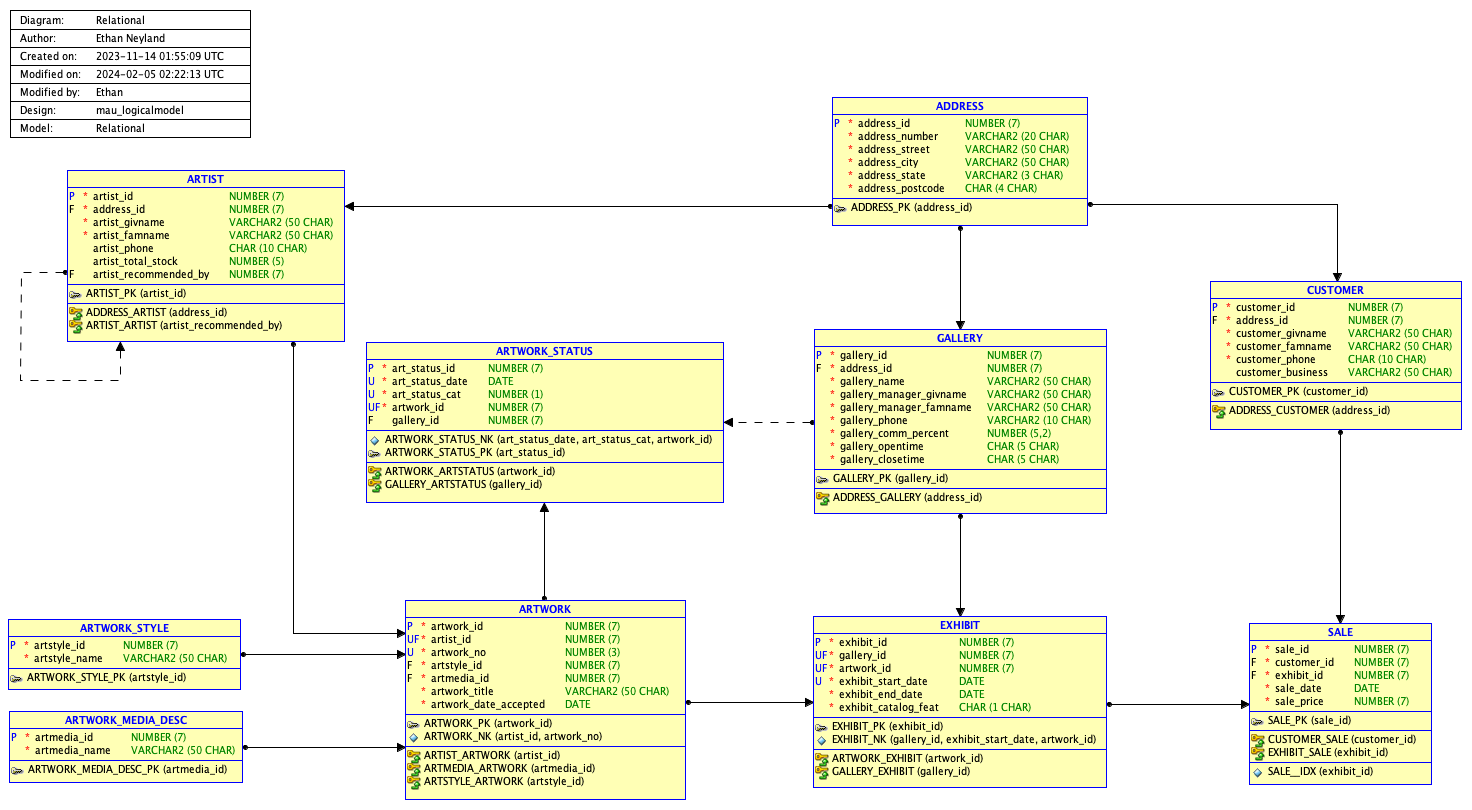 Diagram: Relational
Author: Ethan Neyland
Created on: 2023-11-14 01:55:09 UTC
Modified on: 2024-02-05 02:22:13 UTC
Modified by: Ethan
Design: mau_logicalmodel
Model: Relational
ADDRESS
P * address_id NUMBER (7)
* address_number VARCHAR2 (20 CHAR)
* address_street VARCHAR2 (50 CHAR)
* address_city VARCHAR2 (50 CHAR)
* address_state VARCHAR2 (3 CHAR)
* address_postcode CHAR (4 CHAR)
ADDRESS_PK (address_id)
ARTIST
P * artist_id NUMBER (7)
F * address_id NUMBER (7)
* artist_givname VARCHAR2 (50 CHAR)
* artist_famname VARCHAR2 (50 CHAR)
artist_phone CHAR (10 CHAR)
artist_total_stock NUMBER (5)
F artist_recommended_by NUMBER (7)
ARTIST_PK (artist_id)
ADDRESS_ARTIST (address_id)
ARTIST_ARTIST (artist_recommended_by)
CUSTOMER
P * customer_id NUMBER (7)
F * address_id NUMBER (7)
* customer_givname VARCHAR2 (50 CHAR)
* customer_famname VARCHAR2 (50 CHAR)
* customer_phone CHAR (10 CHAR)
customer_business VARCHAR2 (50 CHAR)
CUSTOMER_PK (customer_id)
ADDRESS_CUSTOMER (address_id)
ARTWORK_STATUS
P * art_status_id NUMBER (7)
U * art_status_date DATE
U * art_status_cat NUMBER (1)
UF * artwork_id NUMBER (7)
F gallery_id NUMBER (7)
ARTWORK_STATUS_NK (art_status_date, art_status_cat, artwork_id)
ARTWORK_STATUS_PK (art_status_id)
ARTWORK_ARTSTATUS (artwork_id)
GALLERY_ARTSTATUS (gallery_id)
GALLERY
P * gallery_id NUMBER (7)
F * address_id NUMBER (7)
* gallery_name VARCHAR2 (50 CHAR)
* gallery_manager_givname VARCHAR2 (50 CHAR)
* gallery_manager_famname VARCHAR2 (50 CHAR)
* gallery_phone VARCHAR2 (10 CHAR)
* gallery_comm_percent NUMBER (5,2)
* gallery_opentime CHAR (5 CHAR)
* gallery_closetime CHAR (5 CHAR)
GALLERY_PK (gallery_id)
ADDRESS_GALLERY (address_id)
ARTWORK_STYLE
P * artstyle_id NUMBER (7)
* artstyle_name VARCHAR2 (50 CHAR)
ARTWORK_STYLE_PK (artstyle_id)
ARTWORK_MEDIA_DESC
P * artmedia_id NUMBER (7)
* artmedia_name VARCHAR2 (50 CHAR)
ARTWORK_MEDIA_DESC_PK (artmedia_id)
ARTWORK
P * artwork_id NUMBER (7)
UF * artist_id NUMBER (7)
U * artwork_no NUMBER (3)
F * artstyle_id NUMBER (7)
F * artmedia_id NUMBER (7)
* artwork_title VARCHAR2 (50 CHAR)
* artwork_date_accepted DATE
ARTWORK_PK (artwork_id)
ARTWORK_NK (artist_id, artwork_no)
ARTIST_ARTWORK (artist_id)
ARTMEDIA_ARTWORK (artmedia_id)
ARTSTYLE_ARTWORK (artstyle_id)
EXHIBIT
P * exhibit_id NUMBER (7)
UF * gallery_id NUMBER (7)
UF * artwork_id NUMBER (7)
U * exhibit_start_date DATE
* exhibit_end_date DATE
* exhibit_catalog_feat CHAR (1 CHAR)
EXHIBIT_PK (exhibit_id)
EXHIBIT_NK (gallery_id, exhibit_start_date, artwork_id)
ARTWORK_EXHIBIT (artwork_id)
GALLERY_EXHIBIT (gallery_id)
SALE
P * sale_id NUMBER (7)
F * customer_id NUMBER (7)
F * exhibit_id NUMBER (7)
* sale_date DATE
* sale_price NUMBER (7)
SALE_PK (sale_id)
CUSTOMER_SALE (customer_id)
EXHIBIT_SALE (exhibit_id)
SALE__IDX (exhibit_id)